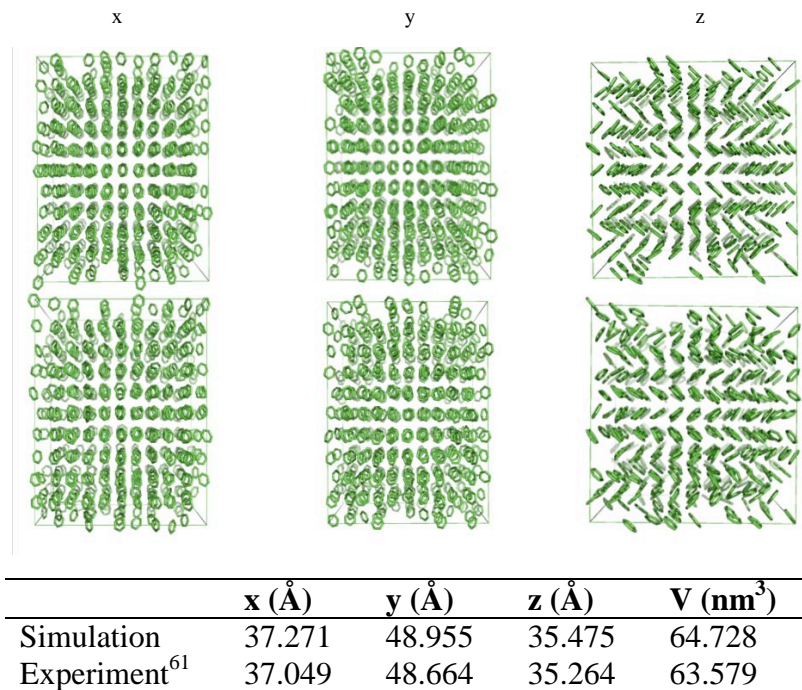 x y z
x (Å) y (Å) z (Å) V (nm³)
Simulation 37.271 48.955 35.475 64.728
Experiment⁶¹ 37.049 48.664 35.264 63.579